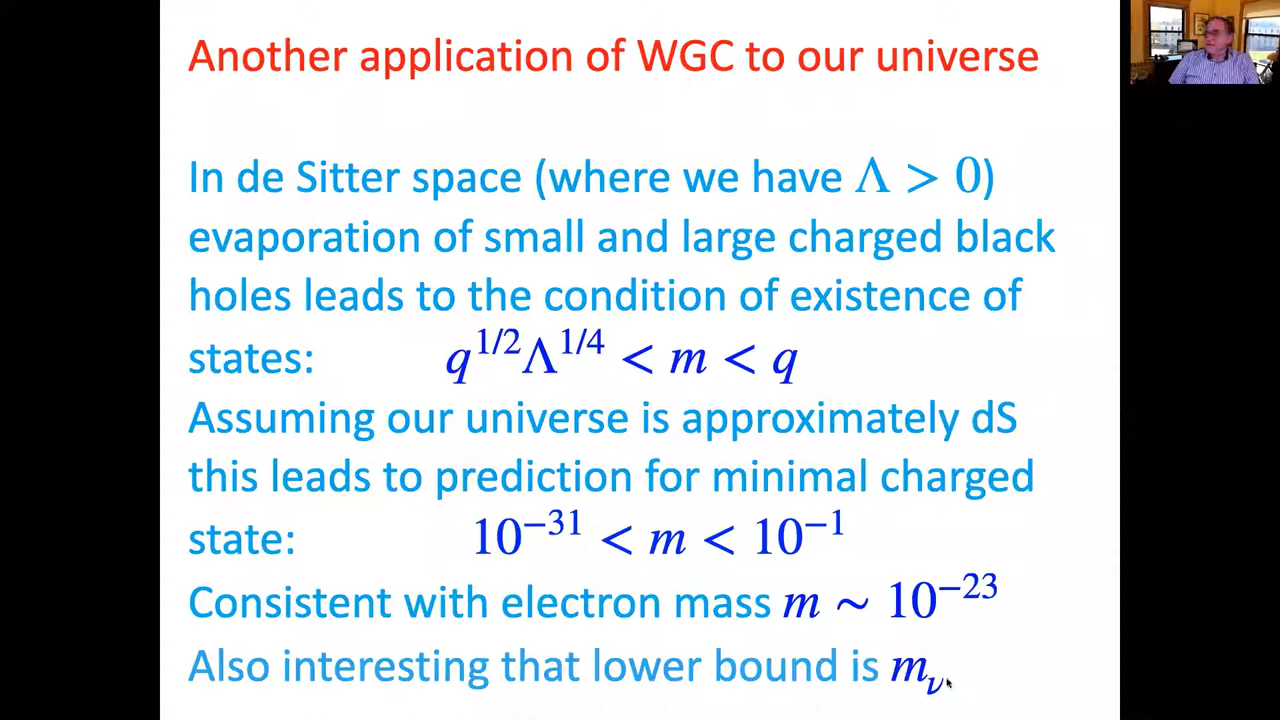 Another application of WGC to our universe
In de Sitter space (where we have Λ > 0)
evaporation of small and large charged black
holes leads to the condition of existence of
states: q^{1/2}Λ^{1/4} < m < q
Assuming our universe is approximately dS
this leads to prediction for minimal charged
state: 10^{−31} < m < 10^{−1}
Consistent with electron mass m ∼ 10^{−23}
Also interesting that lower bound is m_ν